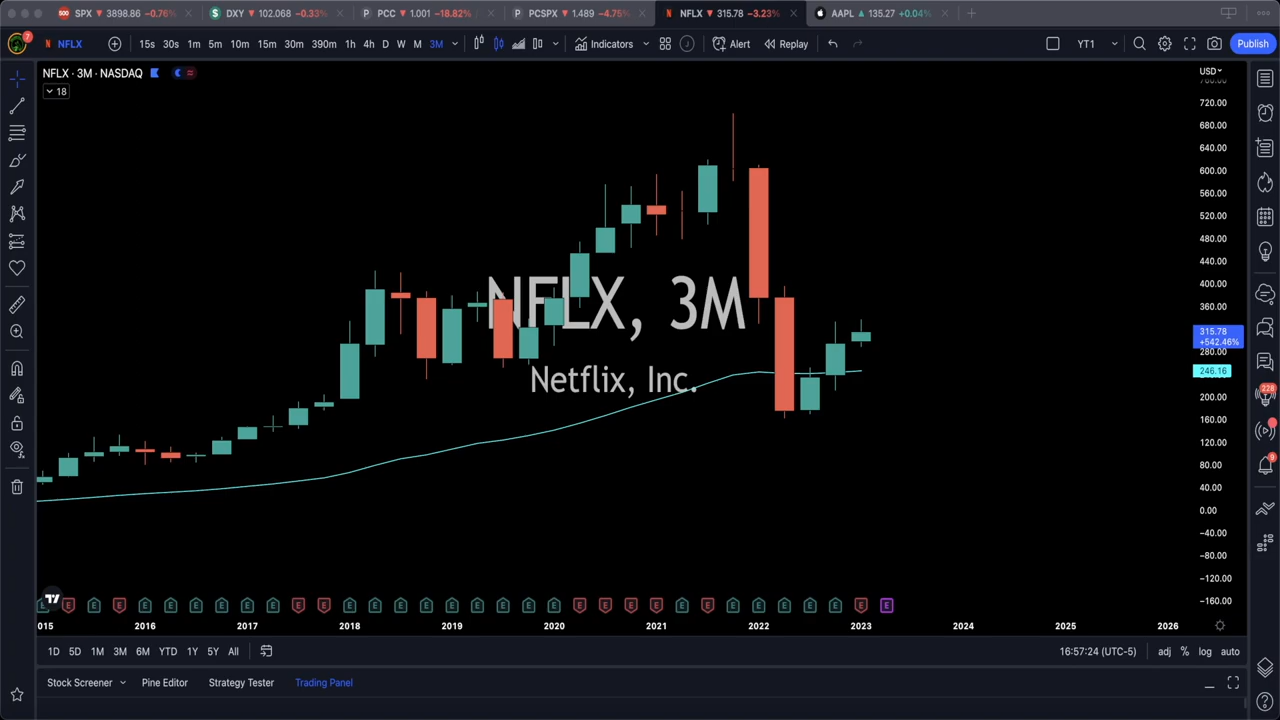 SPX 3898.86 −0.76%
DXY 102.068 −0.33%
PCC 1.001 −18.82%
PCSPX 1.489 −4.75%
NFLX 315.78 −3.23%
AAPL 135.27 +0.04%
7
NFLX
15s 30s 1m 5m 10m 15m 30m 390m 1h 4h D W M 3M
Indicators
Alert
Replay
YT1
Publish
NFLX · 3M · NASDAQ
18
USD
760.00
720.00
680.00
640.00
600.00
560.00
520.00
480.00
440.00
400.00
360.00
315.78
+542.46%
280.00
246.16
200.00
160.00
120.00
80.00
40.00
0.00
−40.00
−80.00
−120.00
−160.00
NFLX, 3M
Netflix, Inc.
228
9
E E E E E E E E E E E E E E E E E E E E E E E E E E E E E E E E E E
015 2016 2017 2018 2019 2020 2021 2022 2023 2024 2025 2026
1D 5D 1M 3M 6M YTD 1Y 5Y All
16:57:24 (UTC-5)
adj % log auto
Stock Screener
Pine Editor
Strategy Tester
Trading Panel